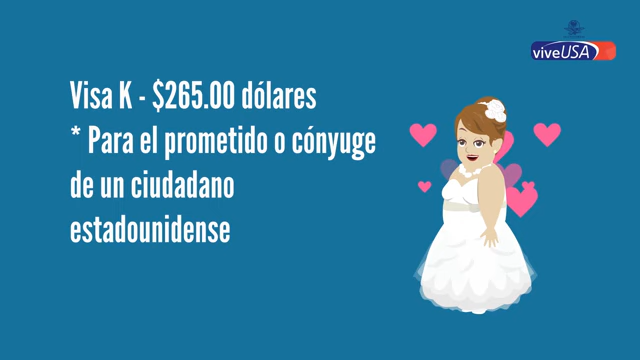 viveUSA
Visa K - $265.00 dólares
* Para el prometido o cónyuge
de un ciudadano
estadounidense